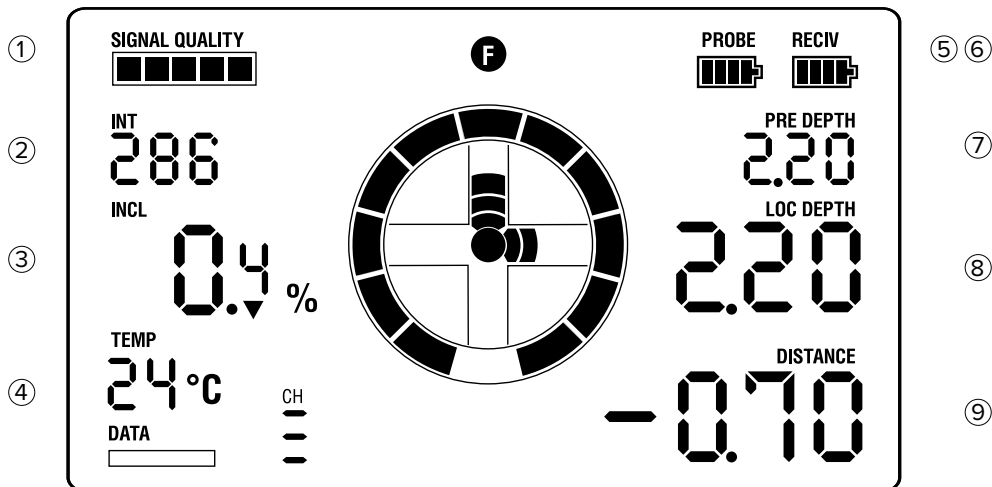 ① SIGNAL QUALITY
F
PROBE RECIV ⑤ ⑥
② INT
286
PRE DEPTH ⑦
2.20
③ INCL
0.4 %
LOC DEPTH ⑧
2.20
④ TEMP
24 °C
DATA
CH
DISTANCE ⑨
-0.70